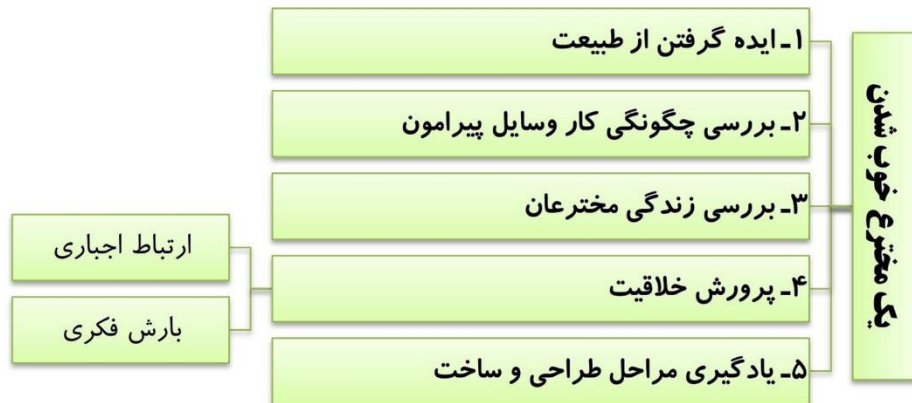 یک مخترع خوب شدن
۱ـ ایده گرفتن از طبیعت
۲ـ بررسی چگونگی کار وسایل پیرامون
۳ـ بررسی زندگی مخترعان
۴ـ پرورش خلاقیت
ارتباط اجباری
بارش فکری
۵ـ یادگیری مراحل طراحی و ساخت